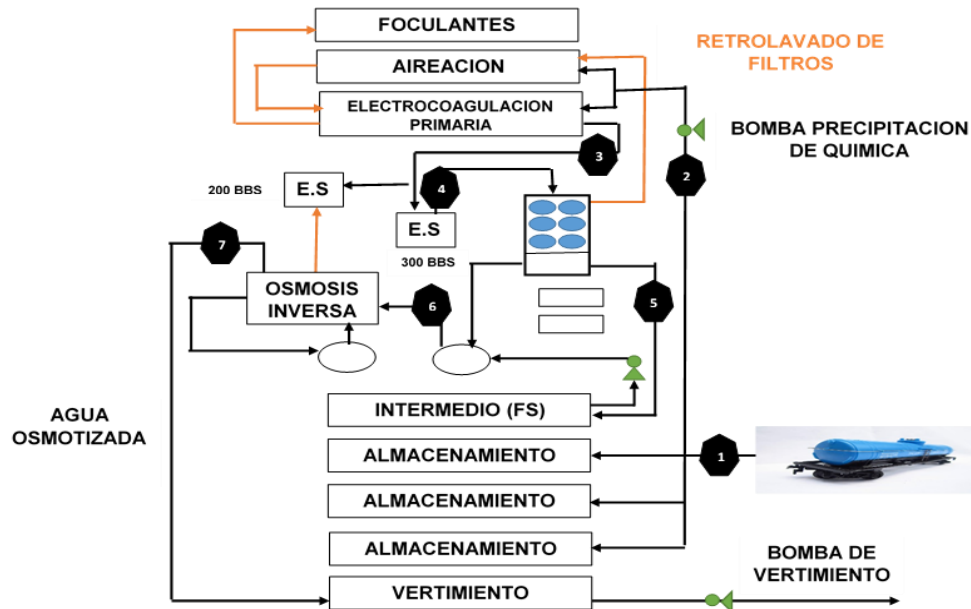 FOCULANTES
AIREACION
RETROLAVADO DE
FILTROS
ELECTROCOAGULACION
PRIMARIA
BOMBA PRECIPITACION
DE QUIMICA
3
2
4
200 BBS
E.S
E.S
300 BBS
7
OSMOSIS
INVERSA
6
5
AGUA
OSMOTIZADA
INTERMEDIO (FS)
ALMACENAMIENTO
1
ALMACENAMIENTO
ALMACENAMIENTO
BOMBA DE
VERTIMIENTO
VERTIMIENTO